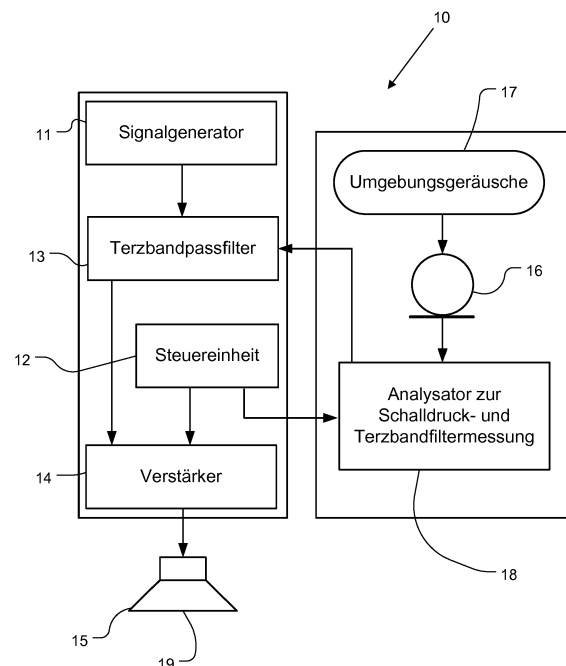 10
17
11
Signalgenerator
Umgebungsgeräusche
13
Terzbandpassfilter
16
12
Steuereinheit
Analysator zur
Schalldruck- und
Terzbandfiltermessung
14
Verstärker
18
15
19